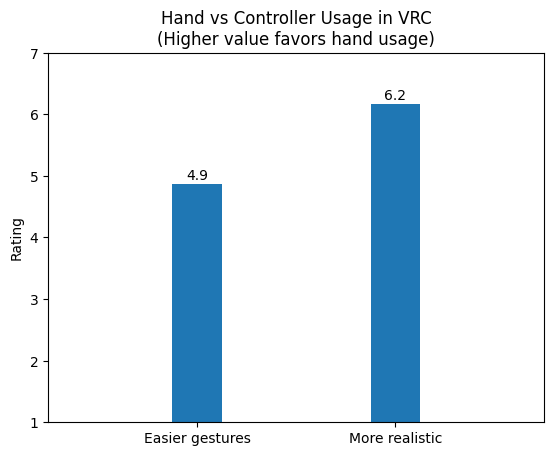 Hand vs Controller Usage in VRC
(Higher value favors hand usage)
Rating
7
6
5
4
3
2
1
4.9
6.2
Easier gestures
More realistic